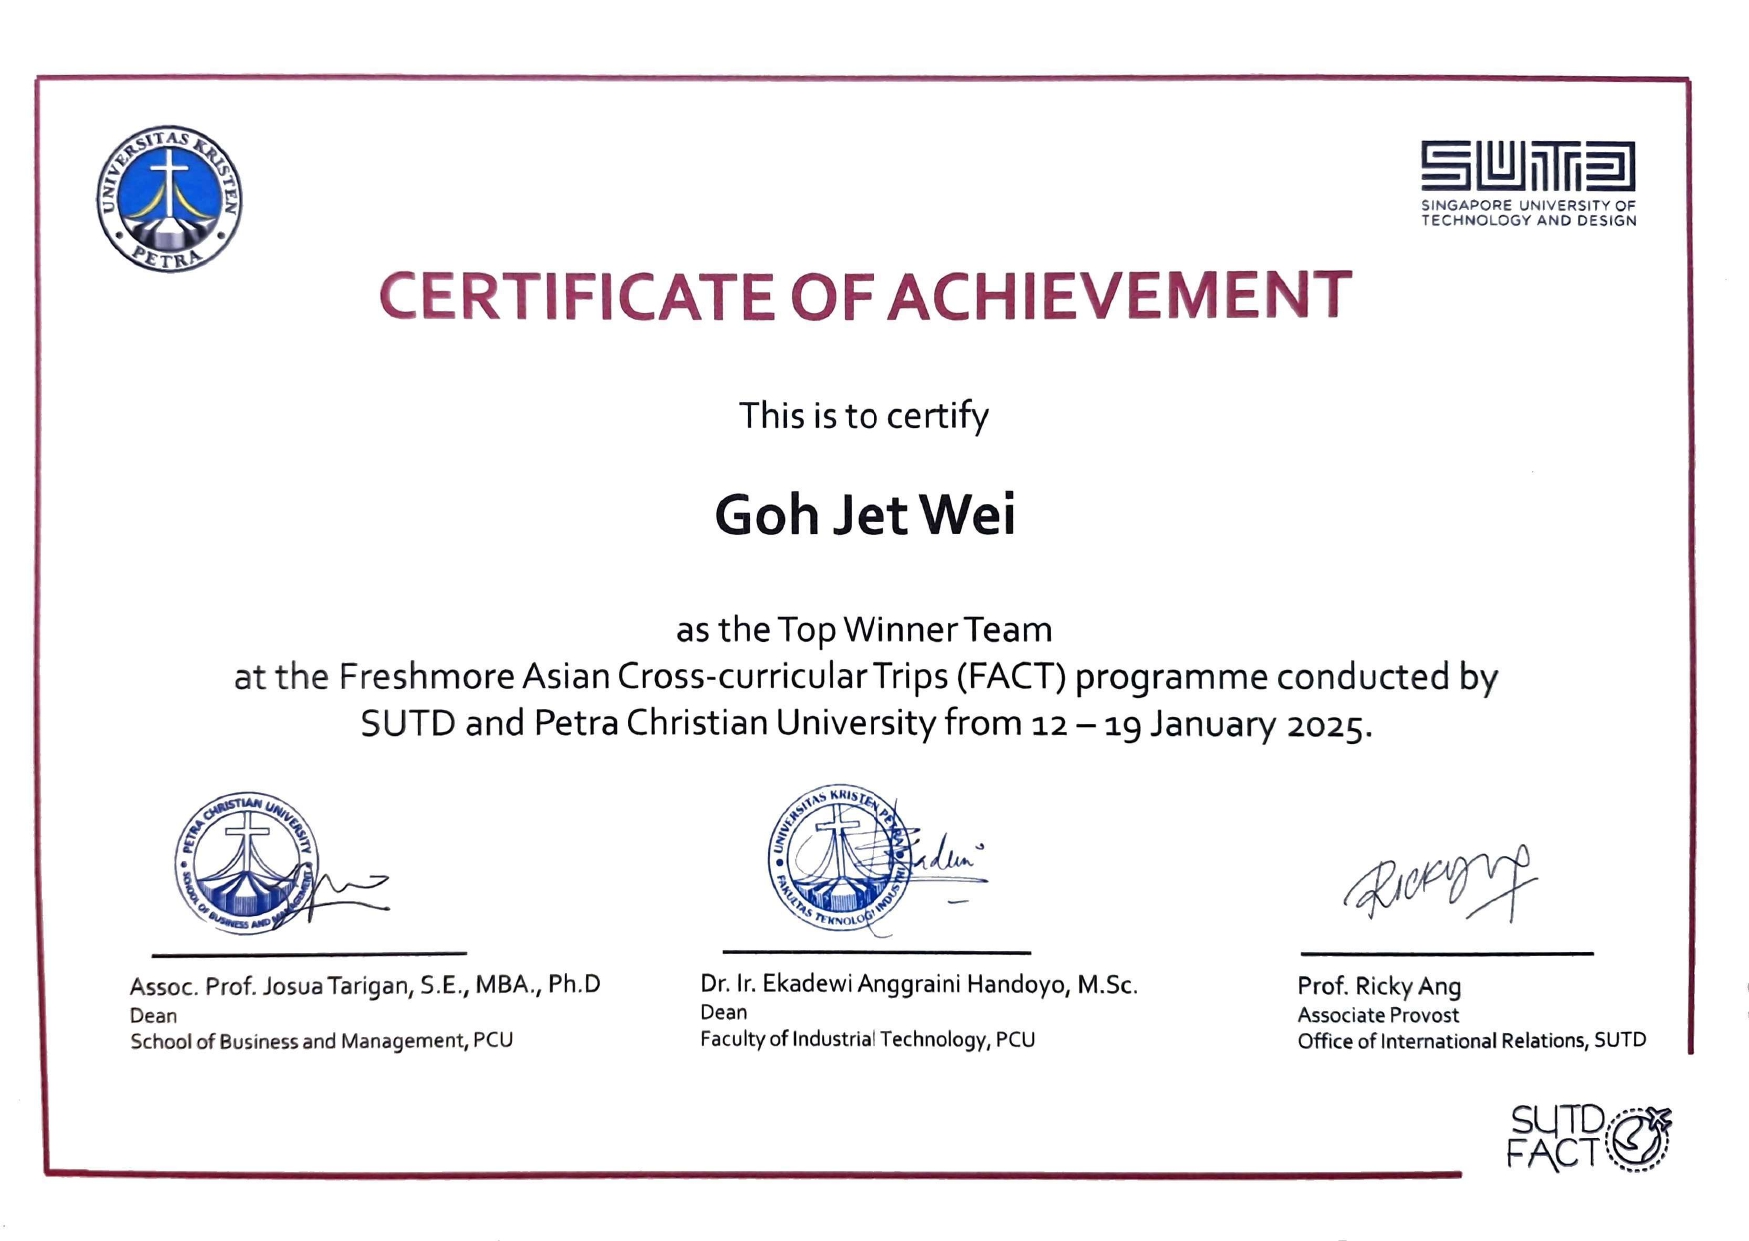 UNIVERSITAS KRISTEN
PETRA
SUTD
SINGAPORE UNIVERSITY OF
TECHNOLOGY AND DESIGN
CERTIFICATE OF ACHIEVEMENT
This is to certify
Goh Jet Wei
as the Top Winner Team
at the Freshmore Asian Cross-curricular Trips (FACT) programme conducted by
SUTD and Petra Christian University from 12 – 19 January 2025.
PETRA CHRISTIAN UNIVERSITY
SCHOOL OF BUSINESS AND MANAGEMENT
UNIVERSITAS KRISTEN PETRA
FAKULTAS TEKNOLOGI INDUSTRI
Assoc. Prof. Josua Tarigan, S.E., MBA., Ph.D
Dean
School of Business and Management, PCU
Dr. Ir. Ekadewi Anggraini Handoyo, M.Sc.
Dean
Faculty of Industrial Technology, PCU
Prof. Ricky Ang
Associate Provost
Office of International Relations, SUTD
SUTD
FACT